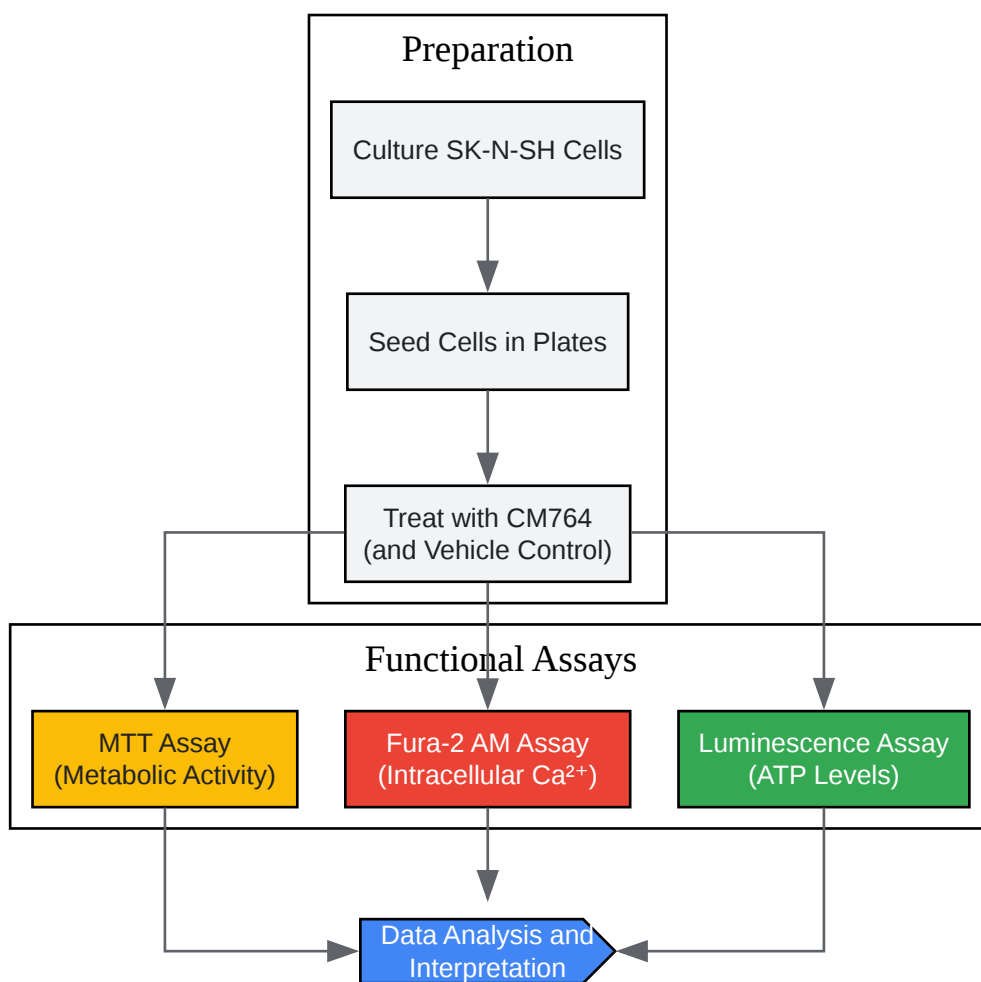 Preparation
Culture SK-N-SH Cells
Seed Cells in Plates
Treat with CM764
(and Vehicle Control)
Functional Assays
MTT Assay
(Metabolic Activity)
Fura-2 AM Assay
(Intracellular Ca²⁺)
Luminescence Assay
(ATP Levels)
Data Analysis and
Interpretation